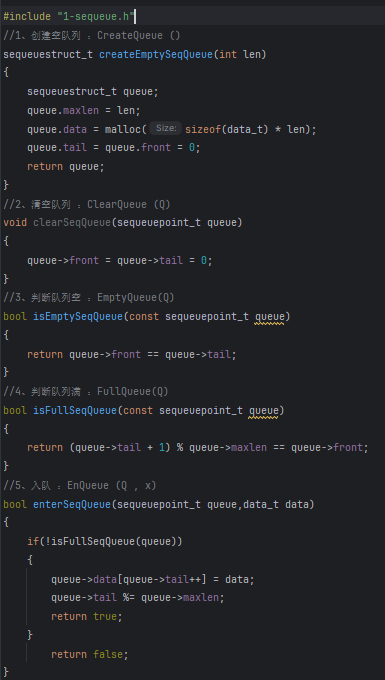 #include "1-sequeue.h"
//1、创建空队列 : CreateQueue ()
sequeuestruct_t createEmptySeqQueue(int len)
{
sequeuestruct_t queue;
queue.maxlen = len;
queue.data = malloc( Size: sizeof(data_t) * len);
queue.tail = queue.front = 0;
return queue;
}
//2、清空队列 : ClearQueue (Q)
void clearSeqQueue(sequeuepoint_t queue)
{
queue->front = queue->tail = 0;
}
//3、判断队列空 : EmptyQueue(Q)
bool isEmptySeqQueue(const sequeuepoint_t queue)
{
return queue->front == queue->tail;
}
//4、判断队列满 : FullQueue(Q)
bool isFullSeqQueue(const sequeuepoint_t queue)
{
return (queue->tail + 1) % queue->maxlen == queue->front;
}
//5、入队 : EnQueue (Q , x)
bool enterSeqQueue(sequeuepoint_t queue,data_t data)
{
if(!isFullSeqQueue(queue))
{
queue->data[queue->tail++] = data;
queue->tail %= queue->maxlen;
return true;
}
return false;
}